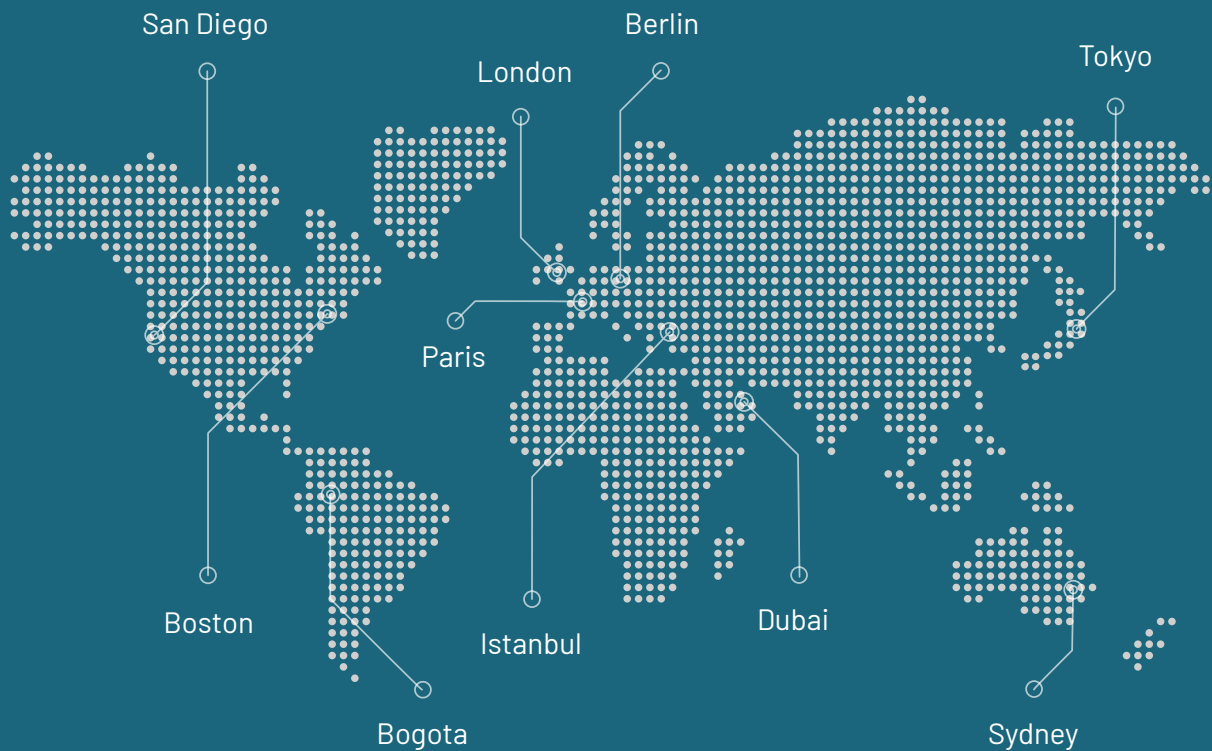 San Diego
Berlin
London
Tokyo
Paris
Boston
Istanbul
Dubai
Bogota
Sydney